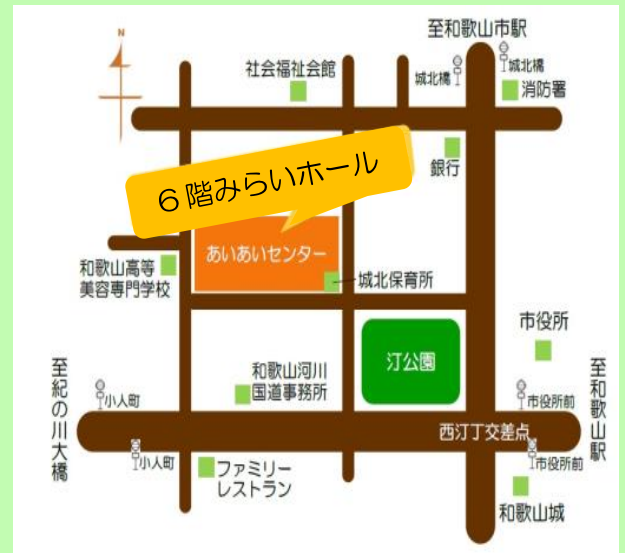 至和歌山市駅
N
社会福祉会館
城北橋
城北橋
消防署
銀行
6階みらいホール
あいあいセンター
和歌山高等
美容専門学校
城北保育所
市役所
汀公園
至紀の川大橋
和歌山河川
国道事務所
至和歌山駅
小人町
市役所前
西汀丁交差点
小人町
市役所前
ファミリー
レストラン
和歌山城